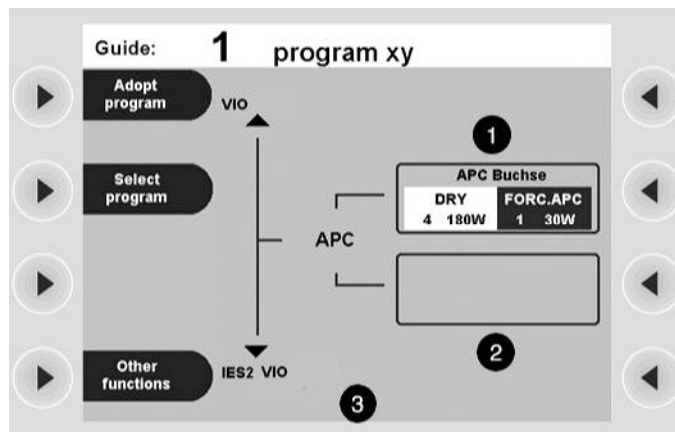 Guide: 1 program xy
Adopt
program
VIO
1
Select
program
APC Buchse
DRY FORC.APC
4 180W 1 30W
APC
2
Other
functions
IES2 VIO
3